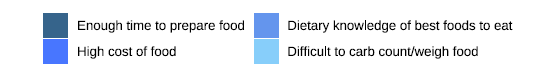 Enough time to prepare food
Dietary knowledge of best foods to eat
High cost of food
Difficult to carb count/weigh food